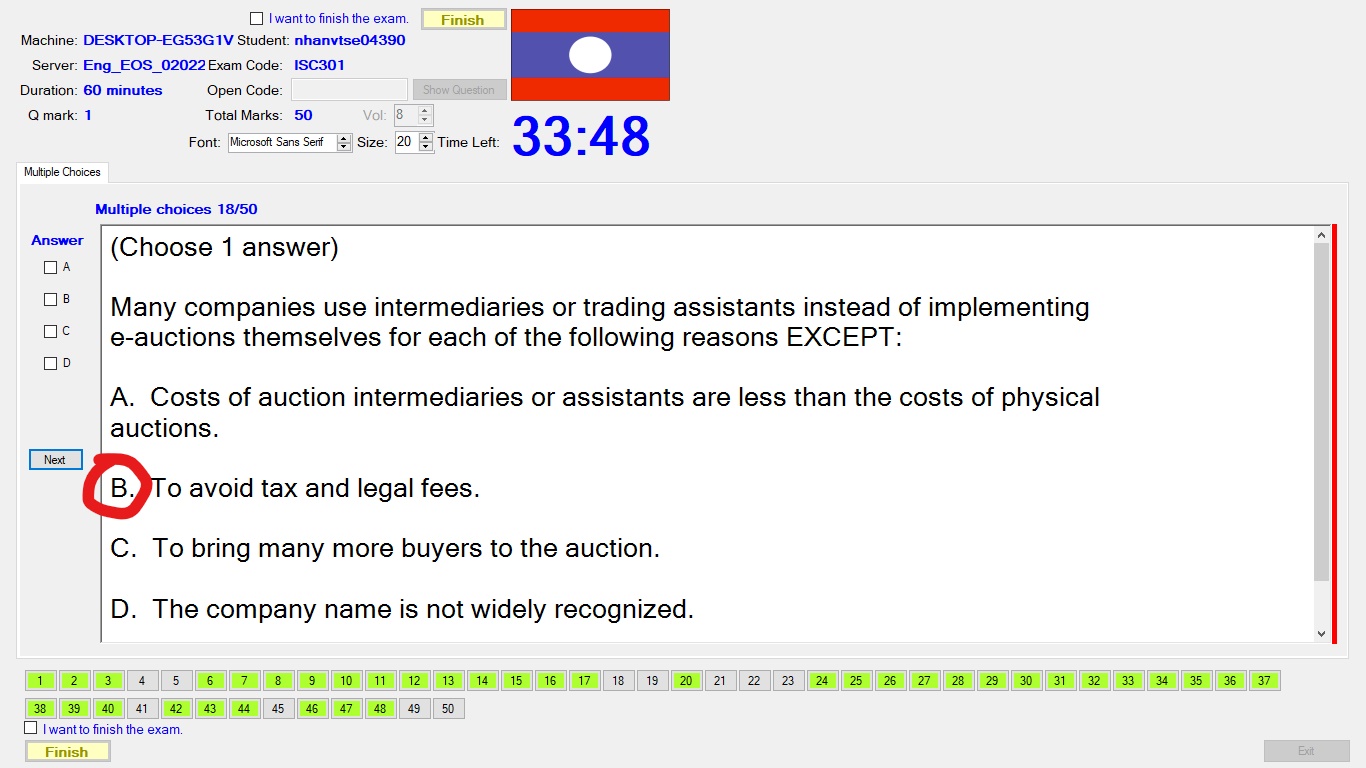 I want to finish the exam. Finish
Machine: DESKTOP-EG53G1V Student: nhanvtse04390
Server: Eng_EOS_02022 Exam Code: ISC301
Duration: 60 minutes Open Code: Show Question
Q mark: 1 Total Marks: 50 Vol: 8
Font: Microsoft Sans Serif Size: 20 Time Left: 33:48
Multiple Choices
Multiple choices 18/50
Answer
A
B
C
D
Next
(Choose 1 answer)
Many companies use intermediaries or trading assistants instead of implementing
e-auctions themselves for each of the following reasons EXCEPT:
A. Costs of auction intermediaries or assistants are less than the costs of physical
auctions.
B. To avoid tax and legal fees.
C. To bring many more buyers to the auction.
D. The company name is not widely recognized.
1 2 3 4 5 6 7 8 9 10 11 12 13 14 15 16 17 18 19 20 21 22 23 24 25 26 27 28 29 30 31 32 33 34 35 36 37
38 39 40 41 42 43 44 45 46 47 48 49 50
I want to finish the exam.
Finish Exit